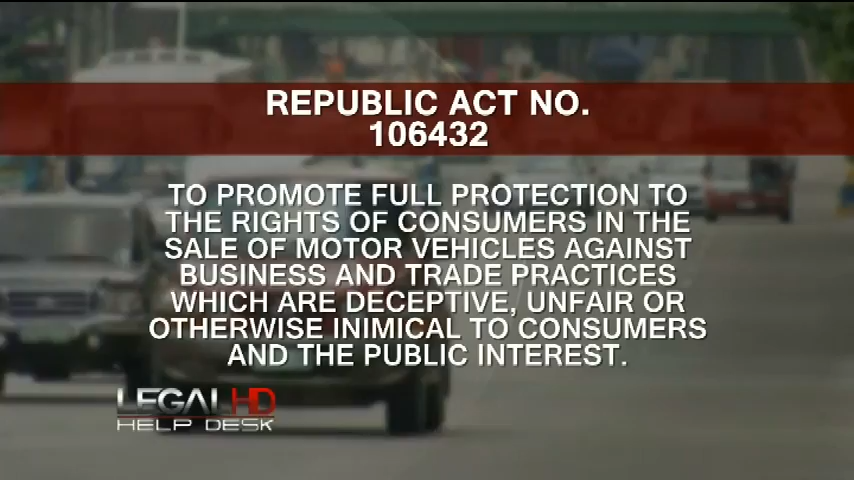 REPUBLIC ACT NO.
106432
TO PROMOTE FULL PROTECTION TO
THE RIGHTS OF CONSUMERS IN THE
SALE OF MOTOR VEHICLES AGAINST
BUSINESS AND TRADE PRACTICES
WHICH ARE DECEPTIVE, UNFAIR OR
OTHERWISE INIMICAL TO CONSUMERS
AND THE PUBLIC INTEREST.
LEGALHD
HELP DESK